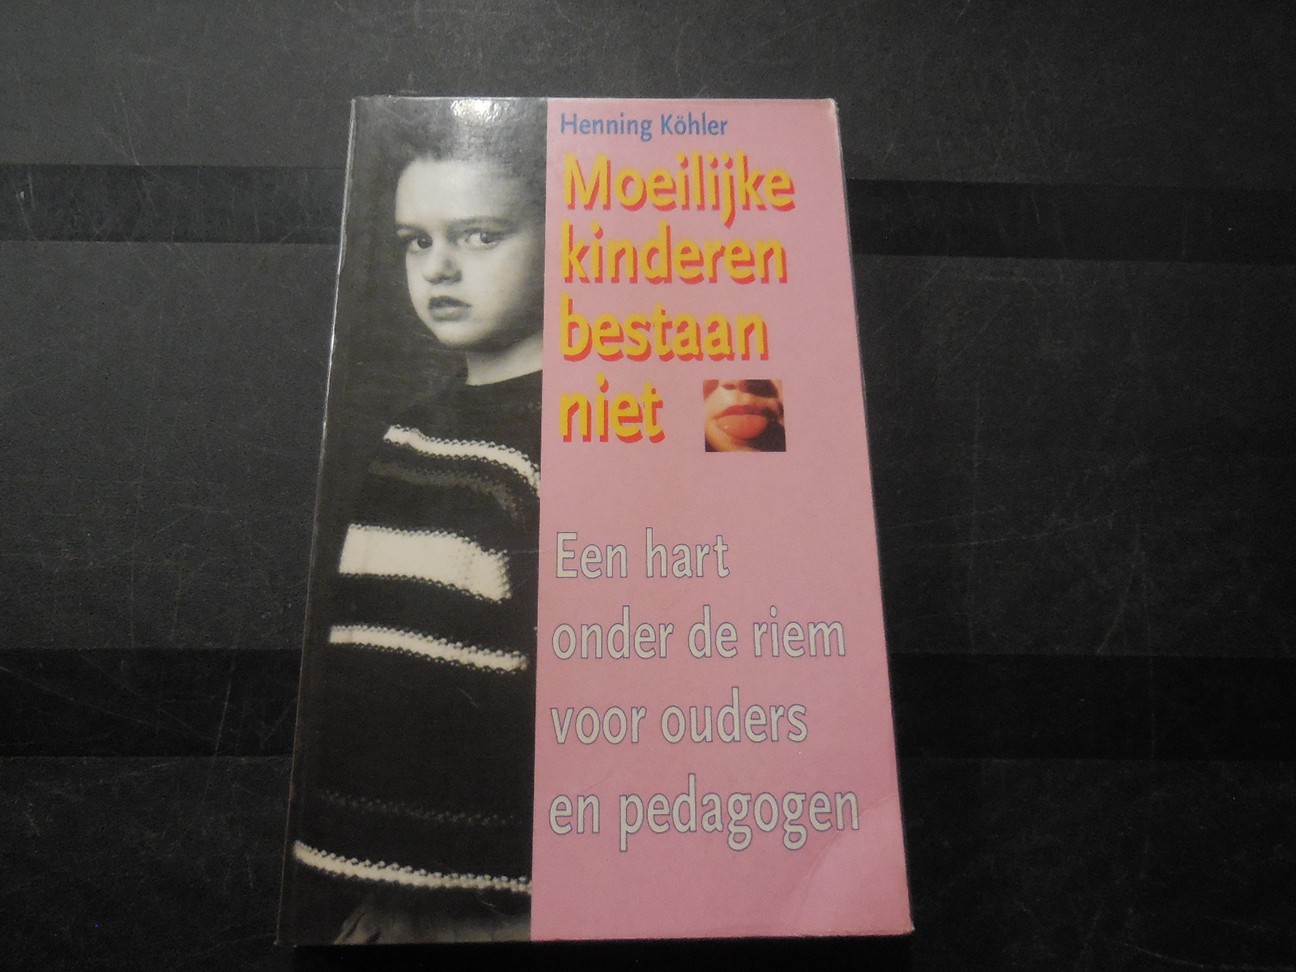 Henning Köhler
Moeilijke
kinderen
bestaan
niet
Een hart
onder de riem
voor ouders
en pedagogen